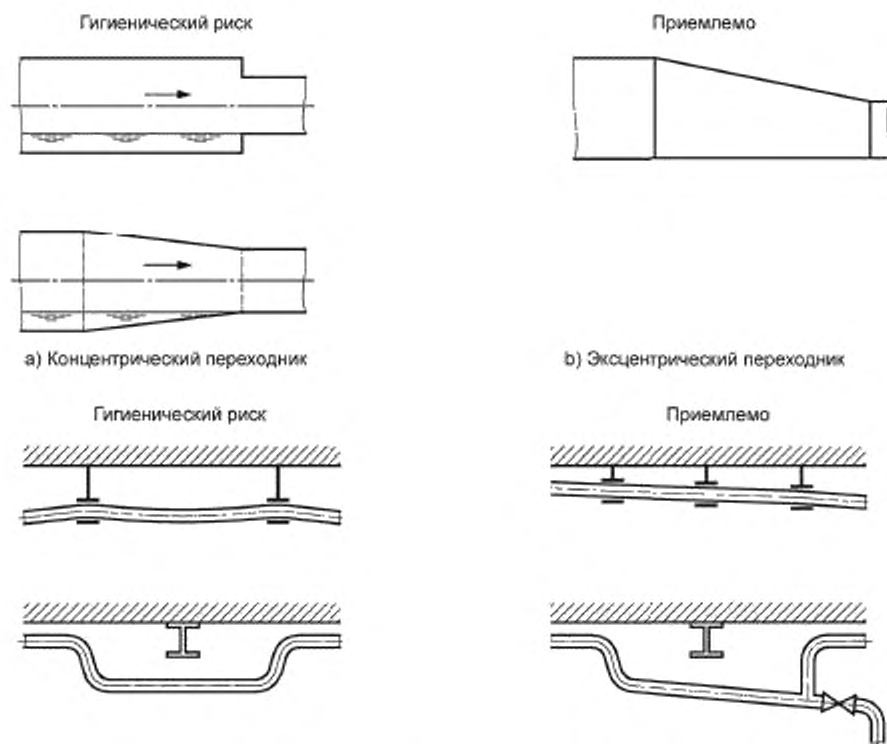 Гигиенический риск
Приемлемо
a) Концентрический переходник
b) Эксцентрический переходник
Гигиенический риск
Приемлемо